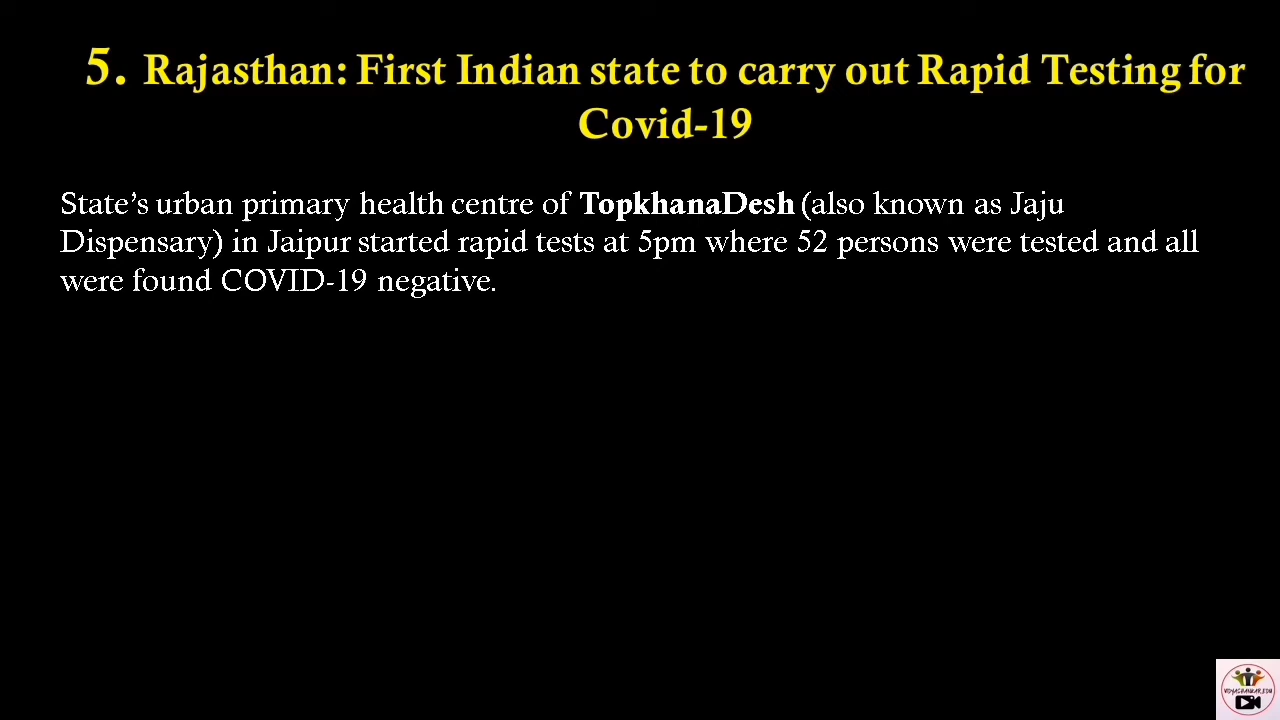 5. Rajasthan: First Indian state to carry out Rapid Testing for
Covid-19
State’s urban primary health centre of TopkhanaDesh (also known as Jaju
Dispensary) in Jaipur started rapid tests at 5pm where 52 persons were tested and all
were found COVID-19 negative.